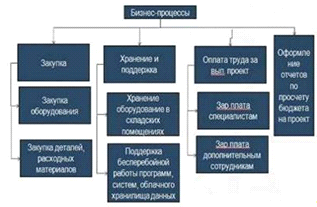 Бизнес-процессы
Закупка
Закупка
оборудования
Закупка деталей,
расходных
материалов
Хранение и
поддержка
Хранение
оборудование в
складских
помещениях
Поддержка
бесперебойной
работы программ,
систем, облачного
хранилища данных
Оплата труда за
вып. проект
Зар.плата
специалистам
Зар.плата
дополнительным
сотрудникам
Оформле
ние
отчетов
по
просчету
бюджета
на проект